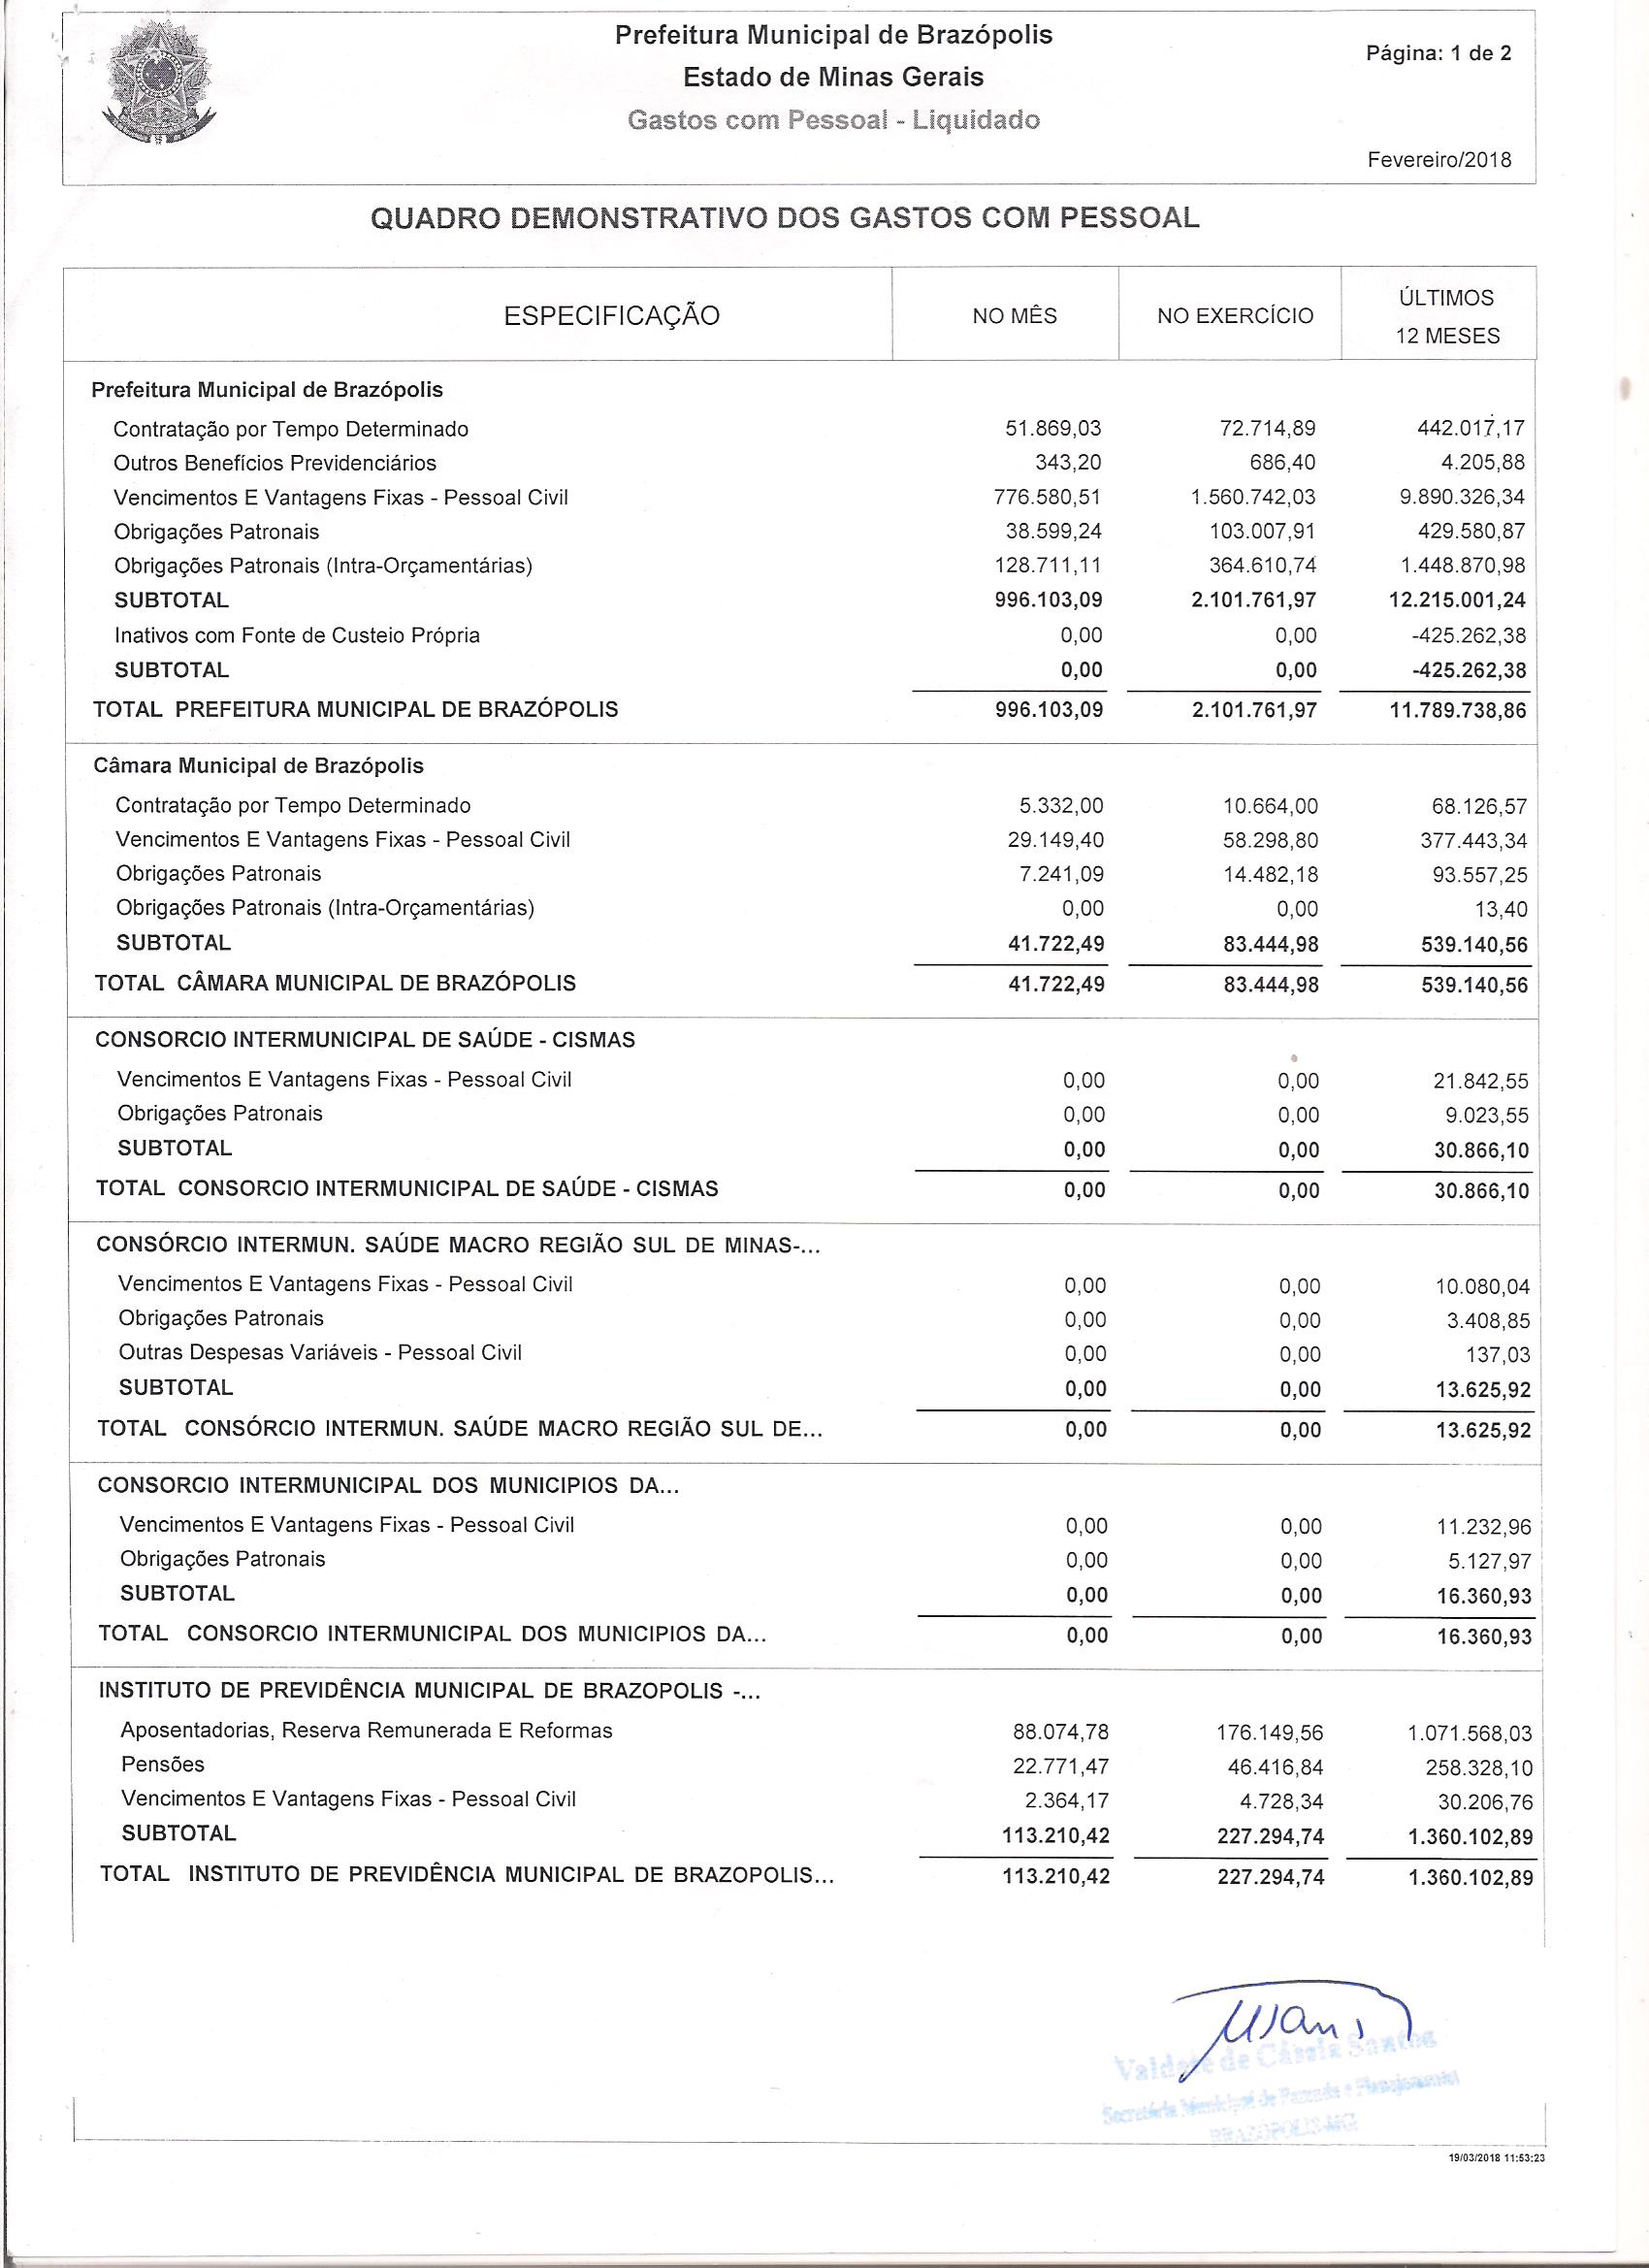 Prefeitura Municipal de Brazópolis
Página: 1 de 2
Estado de Minas Gerais
Gastos com Pessoal - Liquidado
Fevereiro/2018
QUADRO DEMONSTRATIVO DOS GASTOS COM PESSOAL
ESPECIFICAÇÃO NO MÊS NO EXERCÍCIO ÚLTIMOS 12 MESES
Prefeitura Municipal de Brazópolis
Contratação por Tempo Determinado 51.869,03 72.714,89 442.017,17
Outros Benefícios Previdenciários 343,20 686,40 4.205,88
Vencimentos E Vantagens Fixas - Pessoal Civil 776.580,51 1.560.742,03 9.890.326,34
Obrigações Patronais 38.599,24 103.007,91 429.580,87
Obrigações Patronais (Intra-Orçamentárias) 128.711,11 364.610,74 1.448.870,98
SUBTOTAL 996.103,09 2.101.761,97 12.215.001,24
Inativos com Fonte de Custeio Própria 0,00 0,00 -425.262,38
SUBTOTAL 0,00 0,00 -425.262,38
TOTAL PREFEITURA MUNICIPAL DE BRAZÓPOLIS 996.103,09 2.101.761,97 11.789.738,86
Câmara Municipal de Brazópolis
Contratação por Tempo Determinado 5.332,00 10.664,00 68.126,57
Vencimentos E Vantagens Fixas - Pessoal Civil 29.149,40 58.298,80 377.443,34
Obrigações Patronais 7.241,09 14.482,18 93.557,25
Obrigações Patronais (Intra-Orçamentárias) 0,00 0,00 13,40
SUBTOTAL 41.722,49 83.444,98 539.140,56
TOTAL CÂMARA MUNICIPAL DE BRAZÓPOLIS 41.722,49 83.444,98 539.140,56
CONSORCIO INTERMUNICIPAL DE SAÚDE - CISMAS
Vencimentos E Vantagens Fixas - Pessoal Civil 0,00 0,00 21.842,55
Obrigações Patronais 0,00 0,00 9.023,55
SUBTOTAL 0,00 0,00 30.866,10
TOTAL CONSORCIO INTERMUNICIPAL DE SAÚDE - CISMAS 0,00 0,00 30.866,10
CONSÓRCIO INTERMUN. SAÚDE MACRO REGIÃO SUL DE MINAS-...
Vencimentos E Vantagens Fixas - Pessoal Civil 0,00 0,00 10.080,04
Obrigações Patronais 0,00 0,00 3.408,85
Outras Despesas Variáveis - Pessoal Civil 0,00 0,00 137,03
SUBTOTAL 0,00 0,00 13.625,92
TOTAL CONSÓRCIO INTERMUN. SAÚDE MACRO REGIÃO SUL DE... 0,00 0,00 13.625,92
CONSORCIO INTERMUNICIPAL DOS MUNICIPIOS DA...
Vencimentos E Vantagens Fixas - Pessoal Civil 0,00 0,00 11.232,96
Obrigações Patronais 0,00 0,00 5.127,97
SUBTOTAL 0,00 0,00 16.360,93
TOTAL CONSORCIO INTERMUNICIPAL DOS MUNICIPIOS DA... 0,00 0,00 16.360,93
INSTITUTO DE PREVIDÊNCIA MUNICIPAL DE BRAZOPOLIS -...
Aposentadorias, Reserva Remunerada E Reformas 88.074,78 176.149,56 1.071.568,03
Pensões 22.771,47 46.416,84 258.328,10
Vencimentos E Vantagens Fixas - Pessoal Civil 2.364,17 4.728,34 30.206,76
SUBTOTAL 113.210,42 227.294,74 1.360.102,89
TOTAL INSTITUTO DE PREVIDÊNCIA MUNICIPAL DE BRAZOPOLIS... 113.210,42 227.294,74 1.360.102,89
Valdete de Cássia Santos
Secretária Municipal de Fazenda e Planejamento
BRAZÓPOLIS-MG
19/03/2018 11:53:23